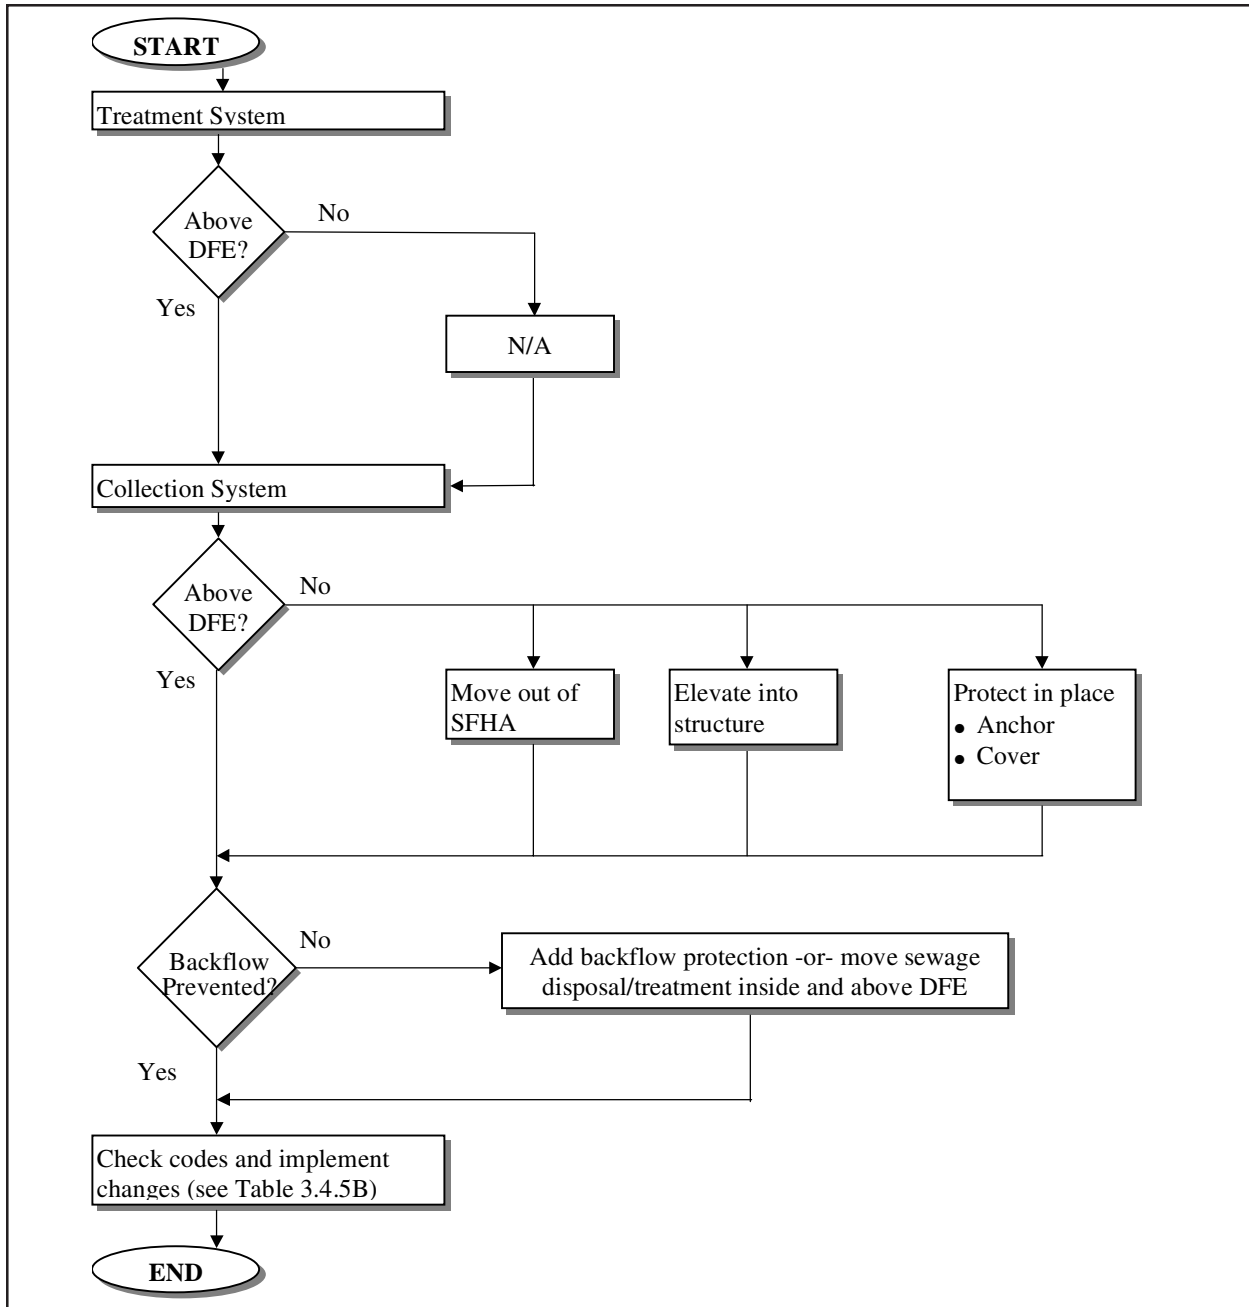 START
Treatment System
Above
DFE?
No
Yes
N/A
Collection System
Above
DFE?
No
Yes
Move out of
SFHA
Elevate into
structure
Protect in place
● Anchor
● Cover
Backflow
Prevented?
No
Yes
Add backflow protection -or- move sewage
disposal/treatment inside and above DFE
Check codes and implement
changes (see Table 3.4.5B)
END